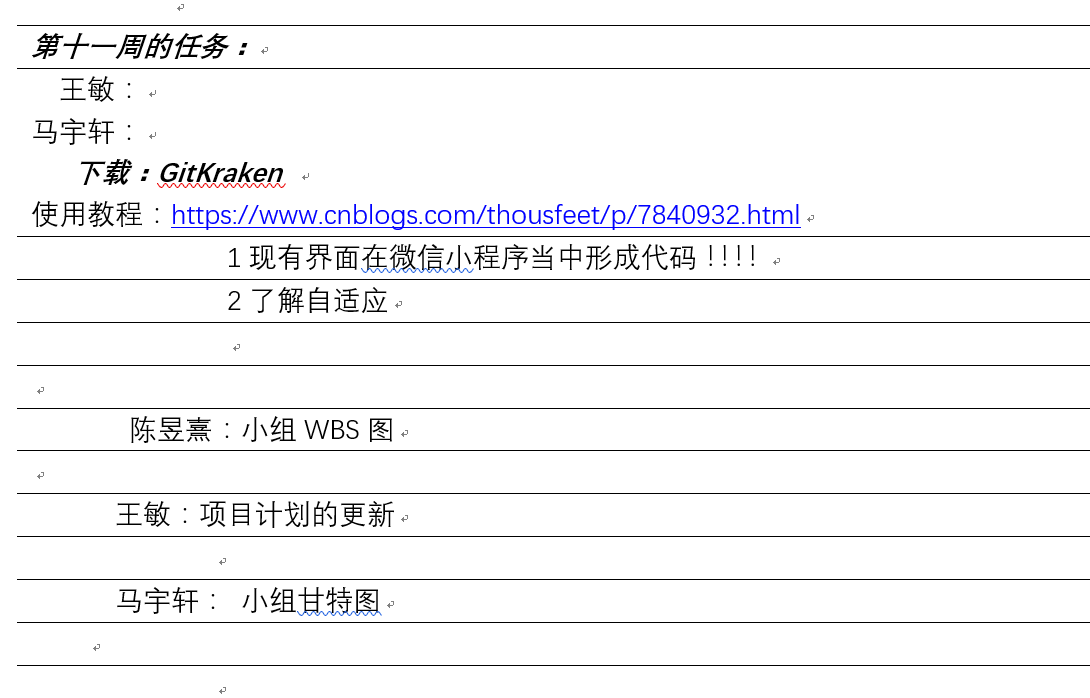 第十一周的任务：
王敏：
马宇轩：
下载：GitKraken
使用教程：https://www.cnblogs.com/thousfeet/p/7840932.html
1 现有界面在微信小程序当中形成代码！！！！
2 了解自适应
陈昱熹：小组 WBS 图
王敏：项目计划的更新
马宇轩： 小组甘特图